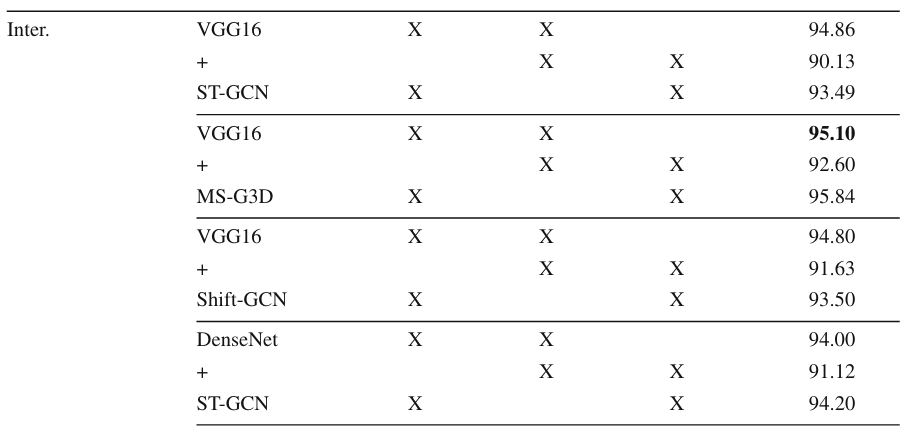 Inter. VGG16 X X 94.86
+ X X 90.13
ST-GCN X X 93.49
VGG16 X X 95.10
+ X X 92.60
MS-G3D X X 95.84
VGG16 X X 94.80
+ X X 91.63
Shift-GCN X X 93.50
DenseNet X X 94.00
+ X X 91.12
ST-GCN X X 94.20